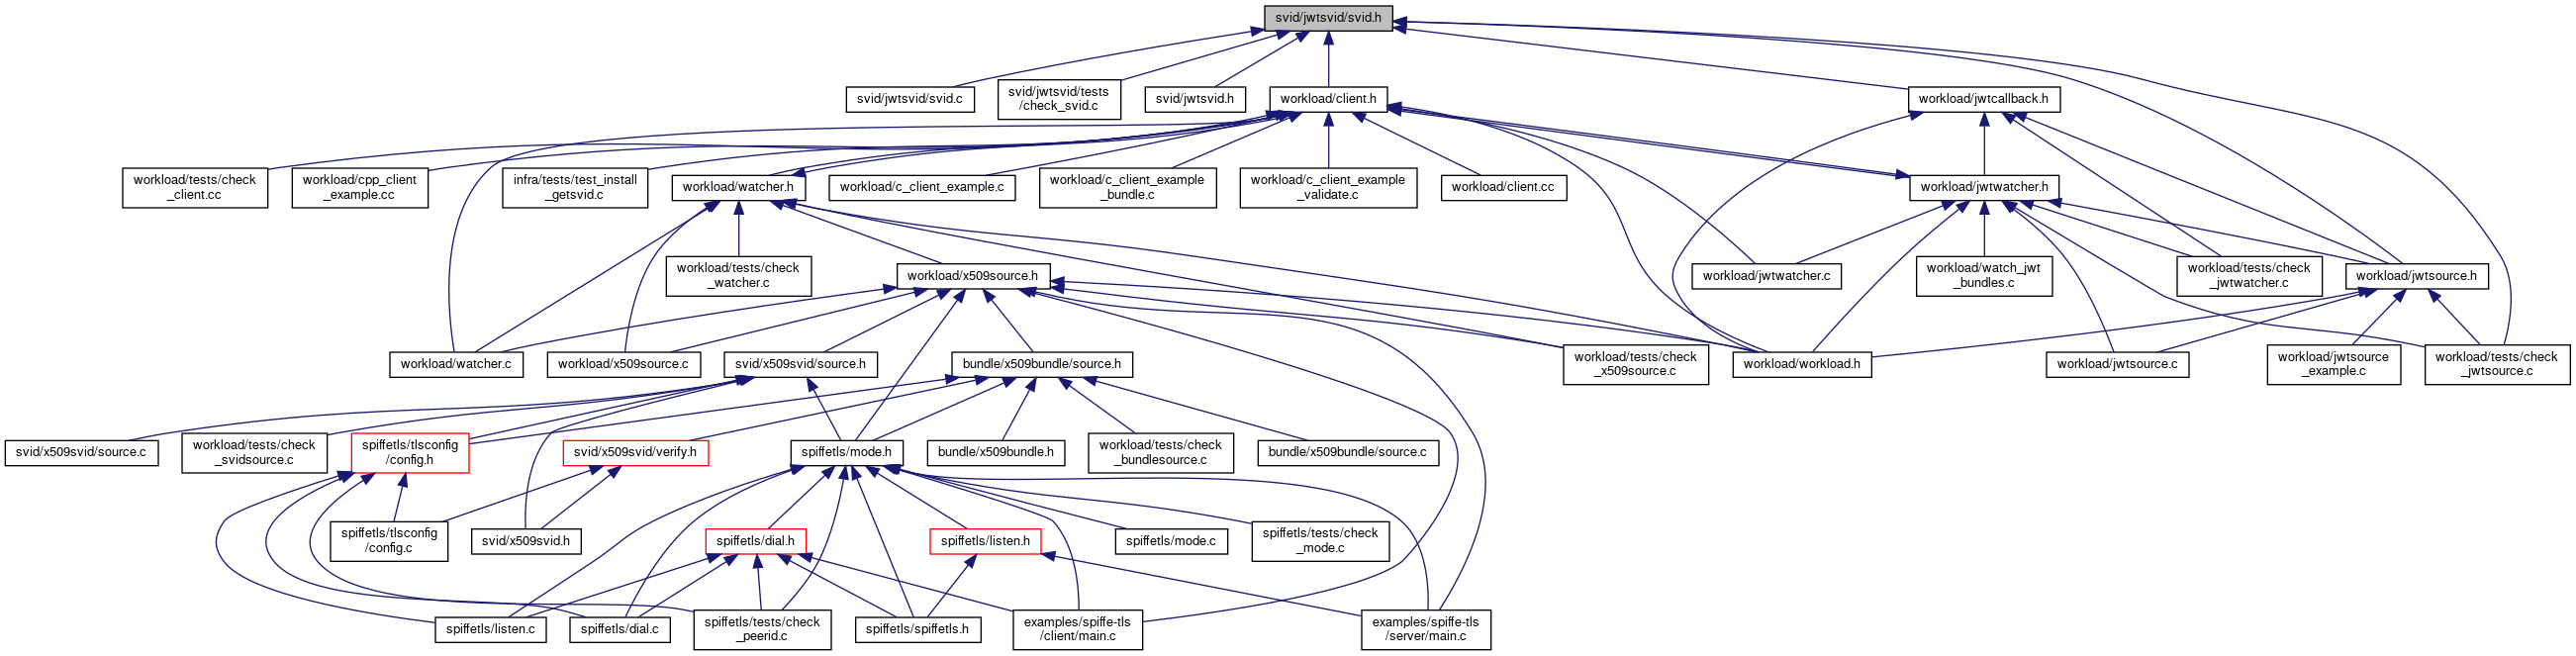 svid/jwtsvid/svid.h
svid/jwtsvid/svid.c
svid/jwtsvid/tests
/check_svid.c
svid/jwtsvid.h
workload/client.h
workload/jwtcallback.h
workload/tests/check
_client.cc
workload/cpp_client
_example.cc
infra/tests/test_install
_getsvid.c
workload/watcher.h
workload/c_client_example.c
workload/c_client_example
_bundle.c
workload/c_client_example
_validate.c
workload/client.cc
workload/jwtwatcher.h
workload/tests/check
_watcher.c
workload/x509source.h
workload/jwtwatcher.c
workload/watch_jwt
_bundles.c
workload/tests/check
_jwtwatcher.c
workload/jwtsource.h
workload/watcher.c
workload/x509source.c
svid/x509svid/source.h
bundle/x509bundle/source.h
workload/tests/check
_x509source.c
workload/workload.h
workload/jwtsource.c
workload/jwtsource
_example.c
workload/tests/check
_jwtsource.c
svid/x509svid/source.c
workload/tests/check
_svidsource.c
spiffetls/tlsconfig
/config.h
svid/x509svid/verify.h
spiffetls/mode.h
bundle/x509bundle.h
workload/tests/check
_bundlesource.c
bundle/x509bundle/source.c
spiffetls/tlsconfig
/config.c
svid/x509svid.h
spiffetls/dial.h
spiffetls/listen.h
spiffetls/mode.c
spiffetls/tests/check
_mode.c
spiffetls/listen.c
spiffetls/dial.c
spiffetls/tests/check
_peerid.c
spiffetls/spiffetls.h
examples/spiffe-tls
/client/main.c
examples/spiffe-tls
/server/main.c